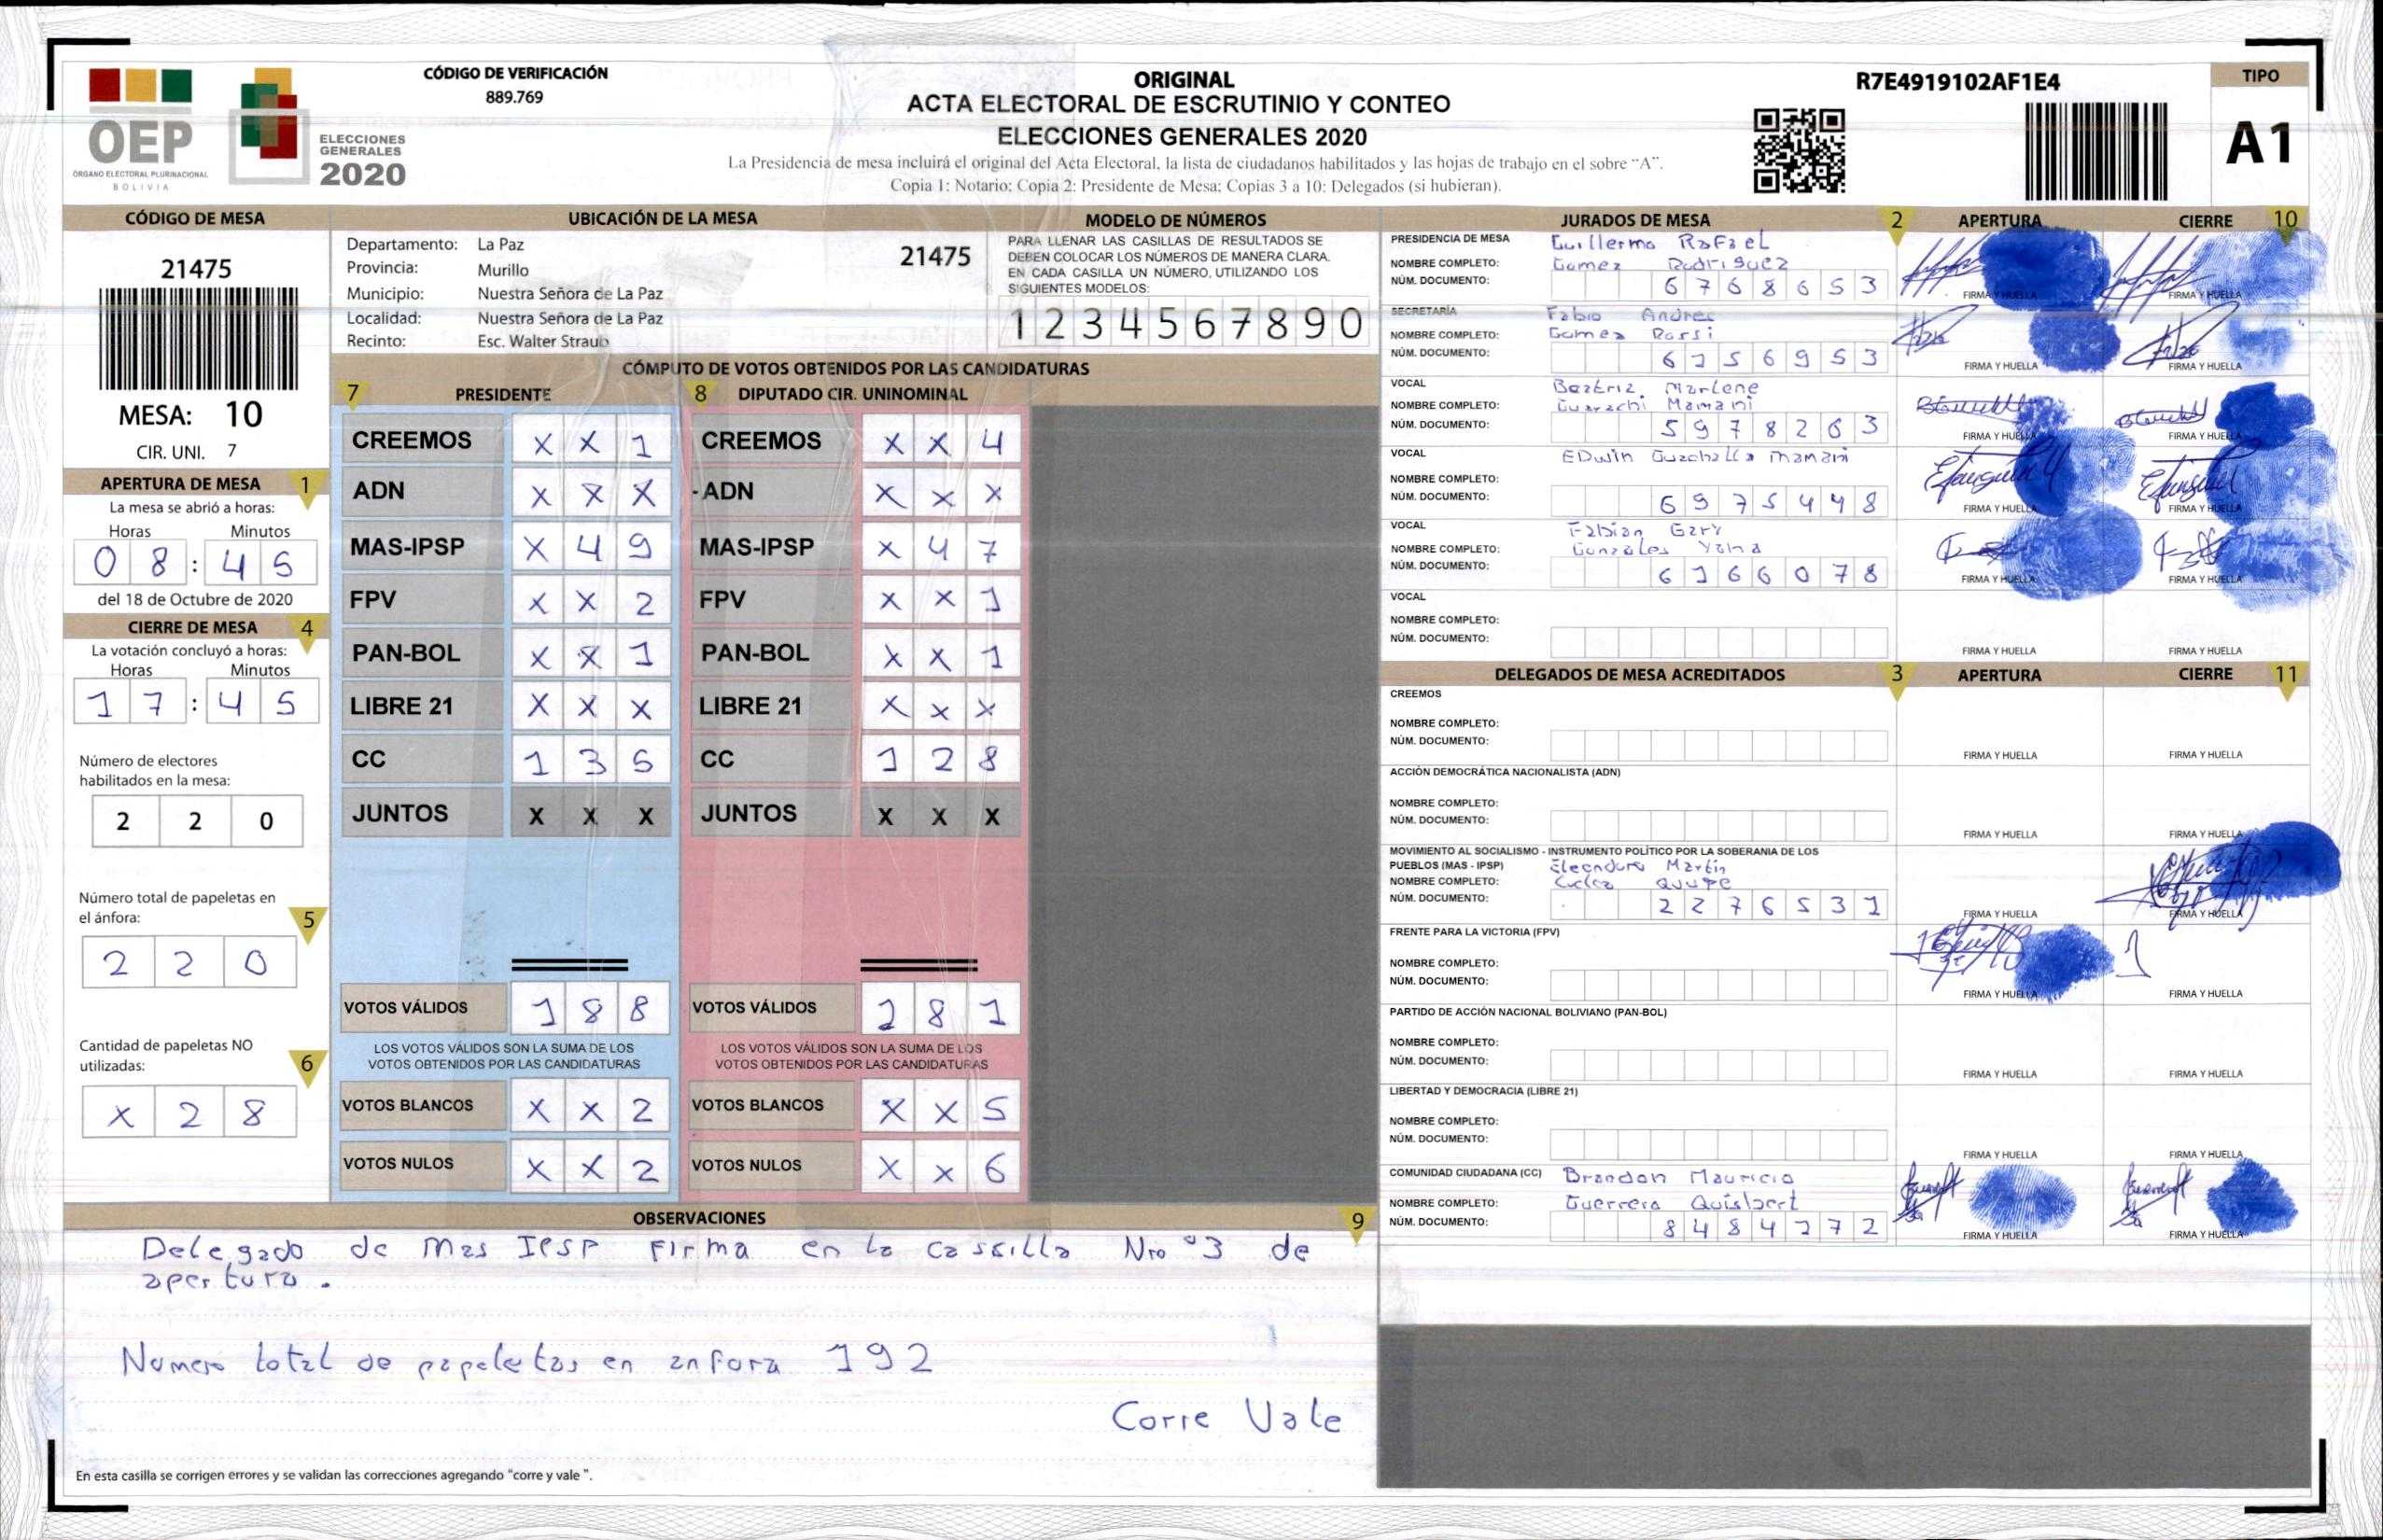 CÓDIGO DE VERIFICACIÓN
889.769
OEP
ÓRGANO ELECTORAL PLURINACIONAL
BOLIVIA
ELECCIONES
GENERALES
2020
ORIGINAL
ACTA ELECTORAL DE ESCRUTINIO Y CONTEO
ELECCIONES GENERALES 2020
La Presidencia de mesa incluirá el original del Acta Electoral, la lista de ciudadanos habilitados y las hojas de trabajo en el sobre "A".
Copia 1: Notario; Copia 2: Presidente de Mesa; Copias 3 a 10: Delegados (si hubieran).
R7E4919102AF1E4
TIPO
A1
CÓDIGO DE MESA
21475
MESA: 10
CIR. UNI. 7
UBICACIÓN DE LA MESA
Departamento: La Paz
Provincia: Murillo
Municipio: Nuestra Señora de La Paz
Localidad: Nuestra Señora de La Paz
Recinto: Esc. Walter Straub
21475
MODELO DE NÚMEROS
PARA LLENAR LAS CASILLAS DE RESULTADOS SE
DEBEN COLOCAR LOS NÚMEROS DE MANERA CLARA.
EN CADA CASILLA UN NÚMERO, UTILIZANDO LOS
SIGUIENTES MODELOS:
1 2 3 4 5 6 7 8 9 0
APERTURA DE MESA 1
La mesa se abrió a horas:
Horas Minutos
0 8 : 4 5
del 18 de Octubre de 2020
CIERRE DE MESA 4
La votación concluyó a horas:
Horas Minutos
1 7 : 4 5
Número de electores
habilitados en la mesa:
2 2 0
Número total de papeletas en
el ánfora: 5
2 2 0
Cantidad de papeletas NO
utilizadas: 6
X 2 8
CÓMPUTO DE VOTOS OBTENIDOS POR LAS CANDIDATURAS
7 PRESIDENTE
CREEMOS X X 1
ADN X X X
MAS-IPSP X 4 9
FPV X X 2
PAN-BOL X X 1
LIBRE 21 X X X
CC 1 3 5
JUNTOS X X X
VOTOS VÁLIDOS 1 8 8
LOS VOTOS VÁLIDOS SON LA SUMA DE LOS
VOTOS OBTENIDOS POR LAS CANDIDATURAS
VOTOS BLANCOS X X 2
VOTOS NULOS X X 2
8 DIPUTADO CIR. UNINOMINAL
CREEMOS X X 4
ADN X X X
MAS-IPSP X 4 7
FPV X X 1
PAN-BOL X X 1
LIBRE 21 X X X
CC 1 2 8
JUNTOS X X X
VOTOS VÁLIDOS 1 8 1
LOS VOTOS VÁLIDOS SON LA SUMA DE LOS
VOTOS OBTENIDOS POR LAS CANDIDATURAS
VOTOS BLANCOS X X 5
VOTOS NULOS X X 6
OBSERVACIONES 9
Delegado de Mas IPSP Firma en la cassilla Nro º3 de
apertura.
Numero total de papeletas en anfora 192
Corre Vale
En esta casilla se corrigen errores y se validan las correcciones agregando "corre y vale ".
JURADOS DE MESA 2 APERTURA CIERRE 10
PRESIDENCIA DE MESA Guillermo Rafael
NOMBRE COMPLETO: Gomez Rodriguez
NÚM. DOCUMENTO: 6 7 6 8 6 5 3
FIRMA Y HUELLA FIRMA Y HUELLA
SECRETARÍA Fabio Andres
NOMBRE COMPLETO: Gomez Rossi
NÚM. DOCUMENTO: 6 1 5 6 9 5 3
FIRMA Y HUELLA FIRMA Y HUELLA
VOCAL Beatriz Marlene
NOMBRE COMPLETO: Guarachi Mamani
NÚM. DOCUMENTO: 5 9 7 8 2 6 3
FIRMA Y HUELLA FIRMA Y HUELLA
VOCAL EDwin Guachalla Mamani
NOMBRE COMPLETO:
NÚM. DOCUMENTO: 6 9 7 5 4 4 8
FIRMA Y HUELLA FIRMA Y HUELLA
VOCAL Fabian Gary
NOMBRE COMPLETO: Gonzales Yana
NÚM. DOCUMENTO: 6 1 6 6 0 7 8
FIRMA Y HUELLA FIRMA Y HUELLA
VOCAL
NOMBRE COMPLETO:
NÚM. DOCUMENTO:
FIRMA Y HUELLA FIRMA Y HUELLA
DELEGADOS DE MESA ACREDITADOS 3 APERTURA CIERRE 11
CREEMOS
NOMBRE COMPLETO:
NÚM. DOCUMENTO:
FIRMA Y HUELLA FIRMA Y HUELLA
ACCIÓN DEMOCRÁTICA NACIONALISTA (ADN)
NOMBRE COMPLETO:
NÚM. DOCUMENTO:
FIRMA Y HUELLA FIRMA Y HUELLA
MOVIMIENTO AL SOCIALISMO - INSTRUMENTO POLÍTICO POR LA SOBERANIA DE LOS
PUEBLOS (MAS - IPSP) Martin
NOMBRE COMPLETO:
NÚM. DOCUMENTO: 2 2 7 6 5 3 1
FIRMA Y HUELLA FIRMA Y HUELLA
FRENTE PARA LA VICTORIA (FPV)
NOMBRE COMPLETO:
NÚM. DOCUMENTO:
FIRMA Y HUELLA FIRMA Y HUELLA
PARTIDO DE ACCIÓN NACIONAL BOLIVIANO (PAN-BOL)
NOMBRE COMPLETO:
NÚM. DOCUMENTO:
FIRMA Y HUELLA FIRMA Y HUELLA
LIBERTAD Y DEMOCRACIA (LIBRE 21)
NOMBRE COMPLETO:
NÚM. DOCUMENTO:
FIRMA Y HUELLA FIRMA Y HUELLA
COMUNIDAD CIUDADANA (CC) Brandon Mauricio
NOMBRE COMPLETO: Guerrero Quisbert
NÚM. DOCUMENTO: 8 4 8 4 2 7 2
FIRMA Y HUELLA FIRMA Y HUELLA